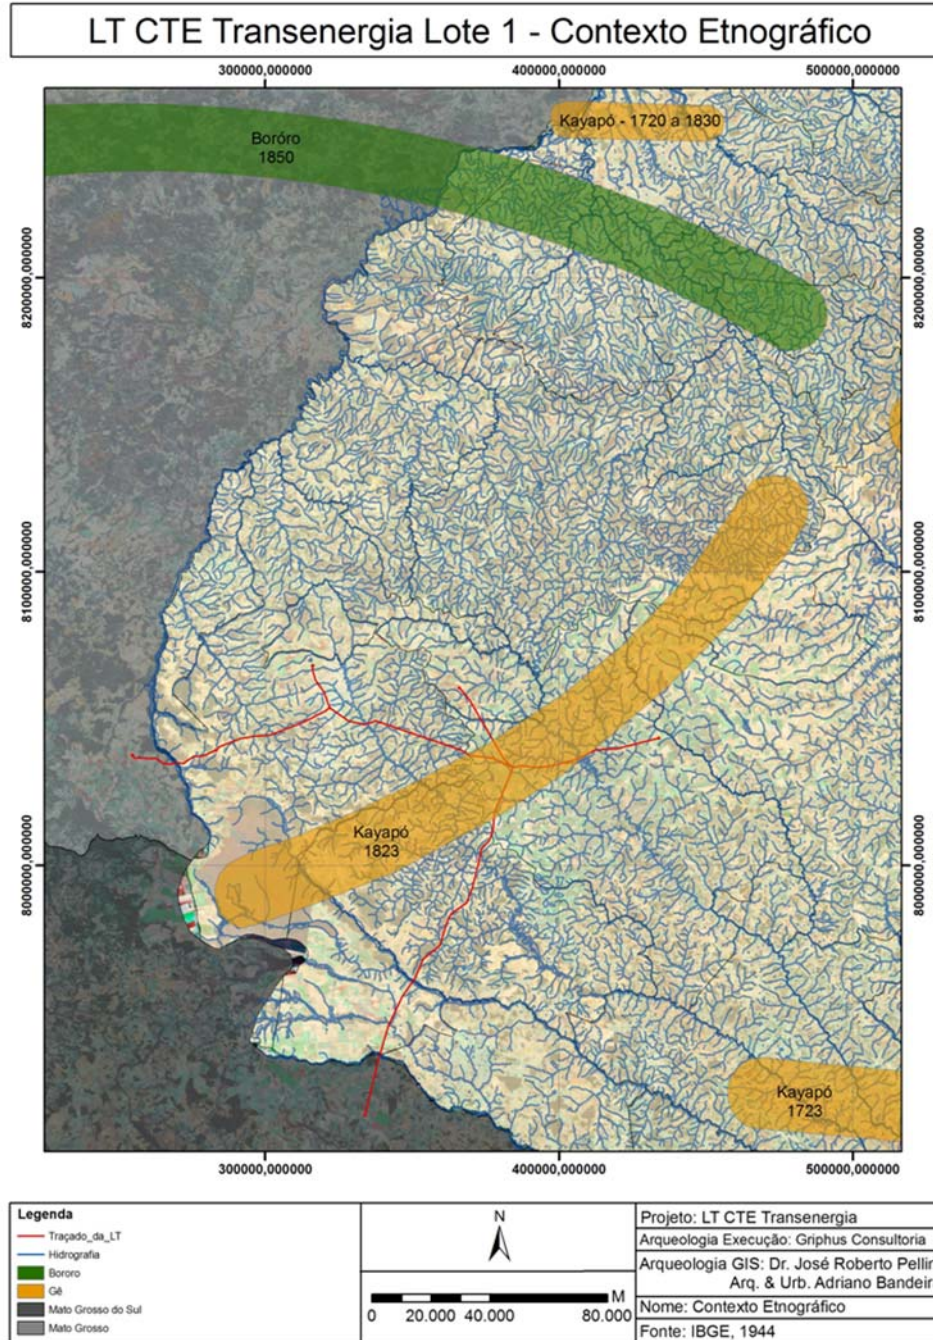 LT CTE Transenergia Lote 1 - Contexto Etnográfico
300000,000000 400000,000000 500000,000000
Kayapó - 1720 a 1830
Boróro
1850
8200000,000000 8200000,000000
8100000,000000 8100000,000000
Kayapó
1823
8000000,000000 8000000,000000
Kayapó
1723
300000,000000 400000,000000 500000,000000
Legenda
Traçado_da_LT
Hidrografia
Bororo
Gê
Mato Grosso do Sul
Mato Grosso
N
M
0 20.000 40.000 80.000
Projeto: LT CTE Transenergia
Arqueologia Execução: Griphus Consultoria
Arqueologia GIS: Dr. José Roberto Pellin
Arq. & Urb. Adriano Bandeir
Nome: Contexto Etnográfico
Fonte: IBGE, 1944